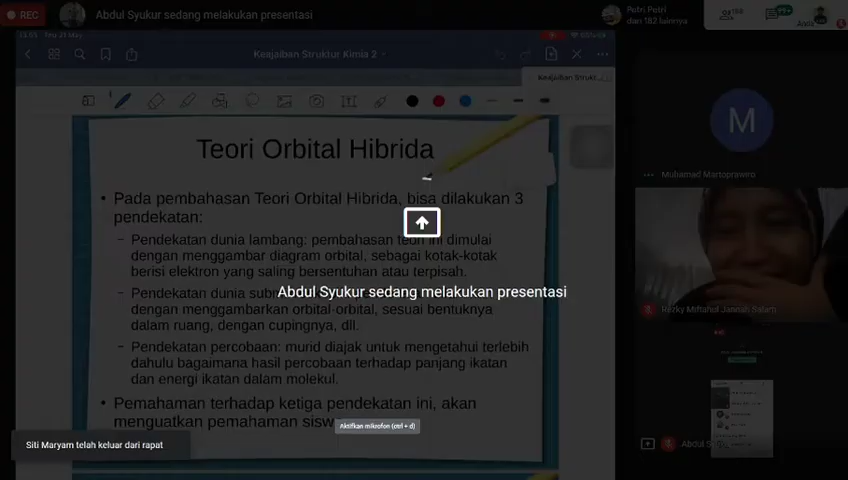 REC
Abdul Syukur sedang melakukan presentasi
Putri Putri
dan 182 lainnya
Anda
Keajaiban Struktur Kimia 2
Keajaiban Strukt...
Teori Orbital Hibrida
• Pada pembahasan Teori Orbital Hibrida, bisa dilakukan 3
pendekatan:
– Pendekatan dunia lambang: pembahasan teori ini dimulai
dengan menggambar diagram orbital, sebagai kotak-kotak
berisi elektron yang saling bersentuhan atau terpisah.
– Pendekatan dunia
dengan menggambarkan orbital-orbital, sesuai bentuknya
dalam ruang, dengan cupingnya, dll.
– Pendekatan percobaan: murid diajak untuk mengetahui terlebih
dahulu bagaimana hasil percobaan terhadap panjang ikatan
dan energi ikatan dalam molekul.
• Pemahaman terhadap ketiga pendekatan ini, akan
menguatkan pemahaman sisw
Abdul Syukur sedang melakukan presentasi
Aktifkan mikrofon (ctrl + d)
Siti Maryam telah keluar dari rapat
M
Muhamad Martoprawiro
Rezky Miftahul Jannah Salam
Abdul